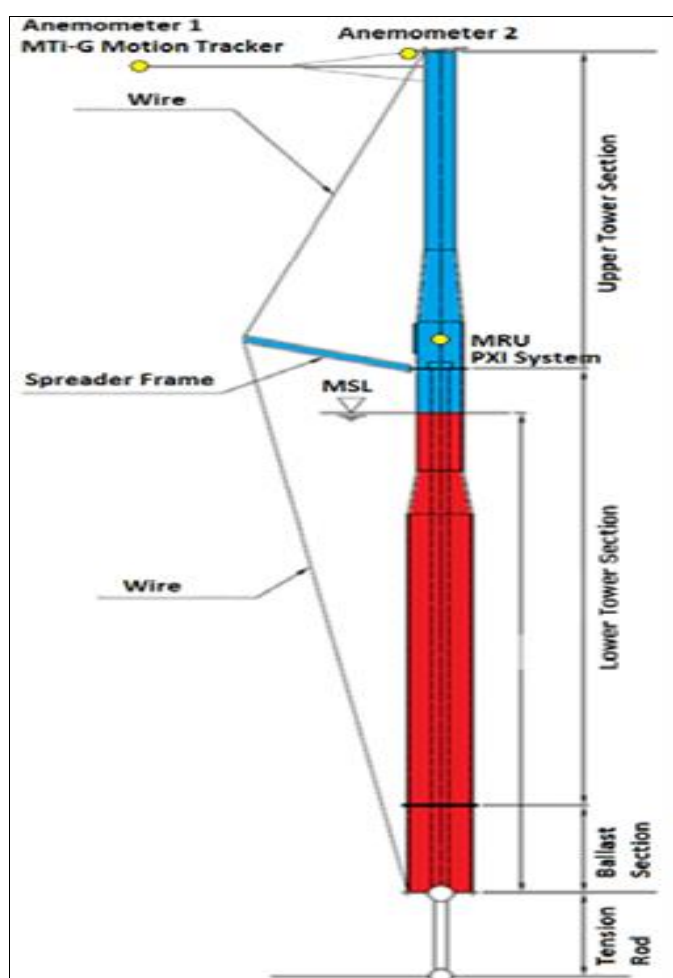 Anemometer 1
MTi-G Motion Tracker
Anemometer 2
Wire
Upper Tower Section
MRU
PXI System
Spreader Frame
MSL
Wire
Lower Tower Section
Ballast
Section
Tension
Rod